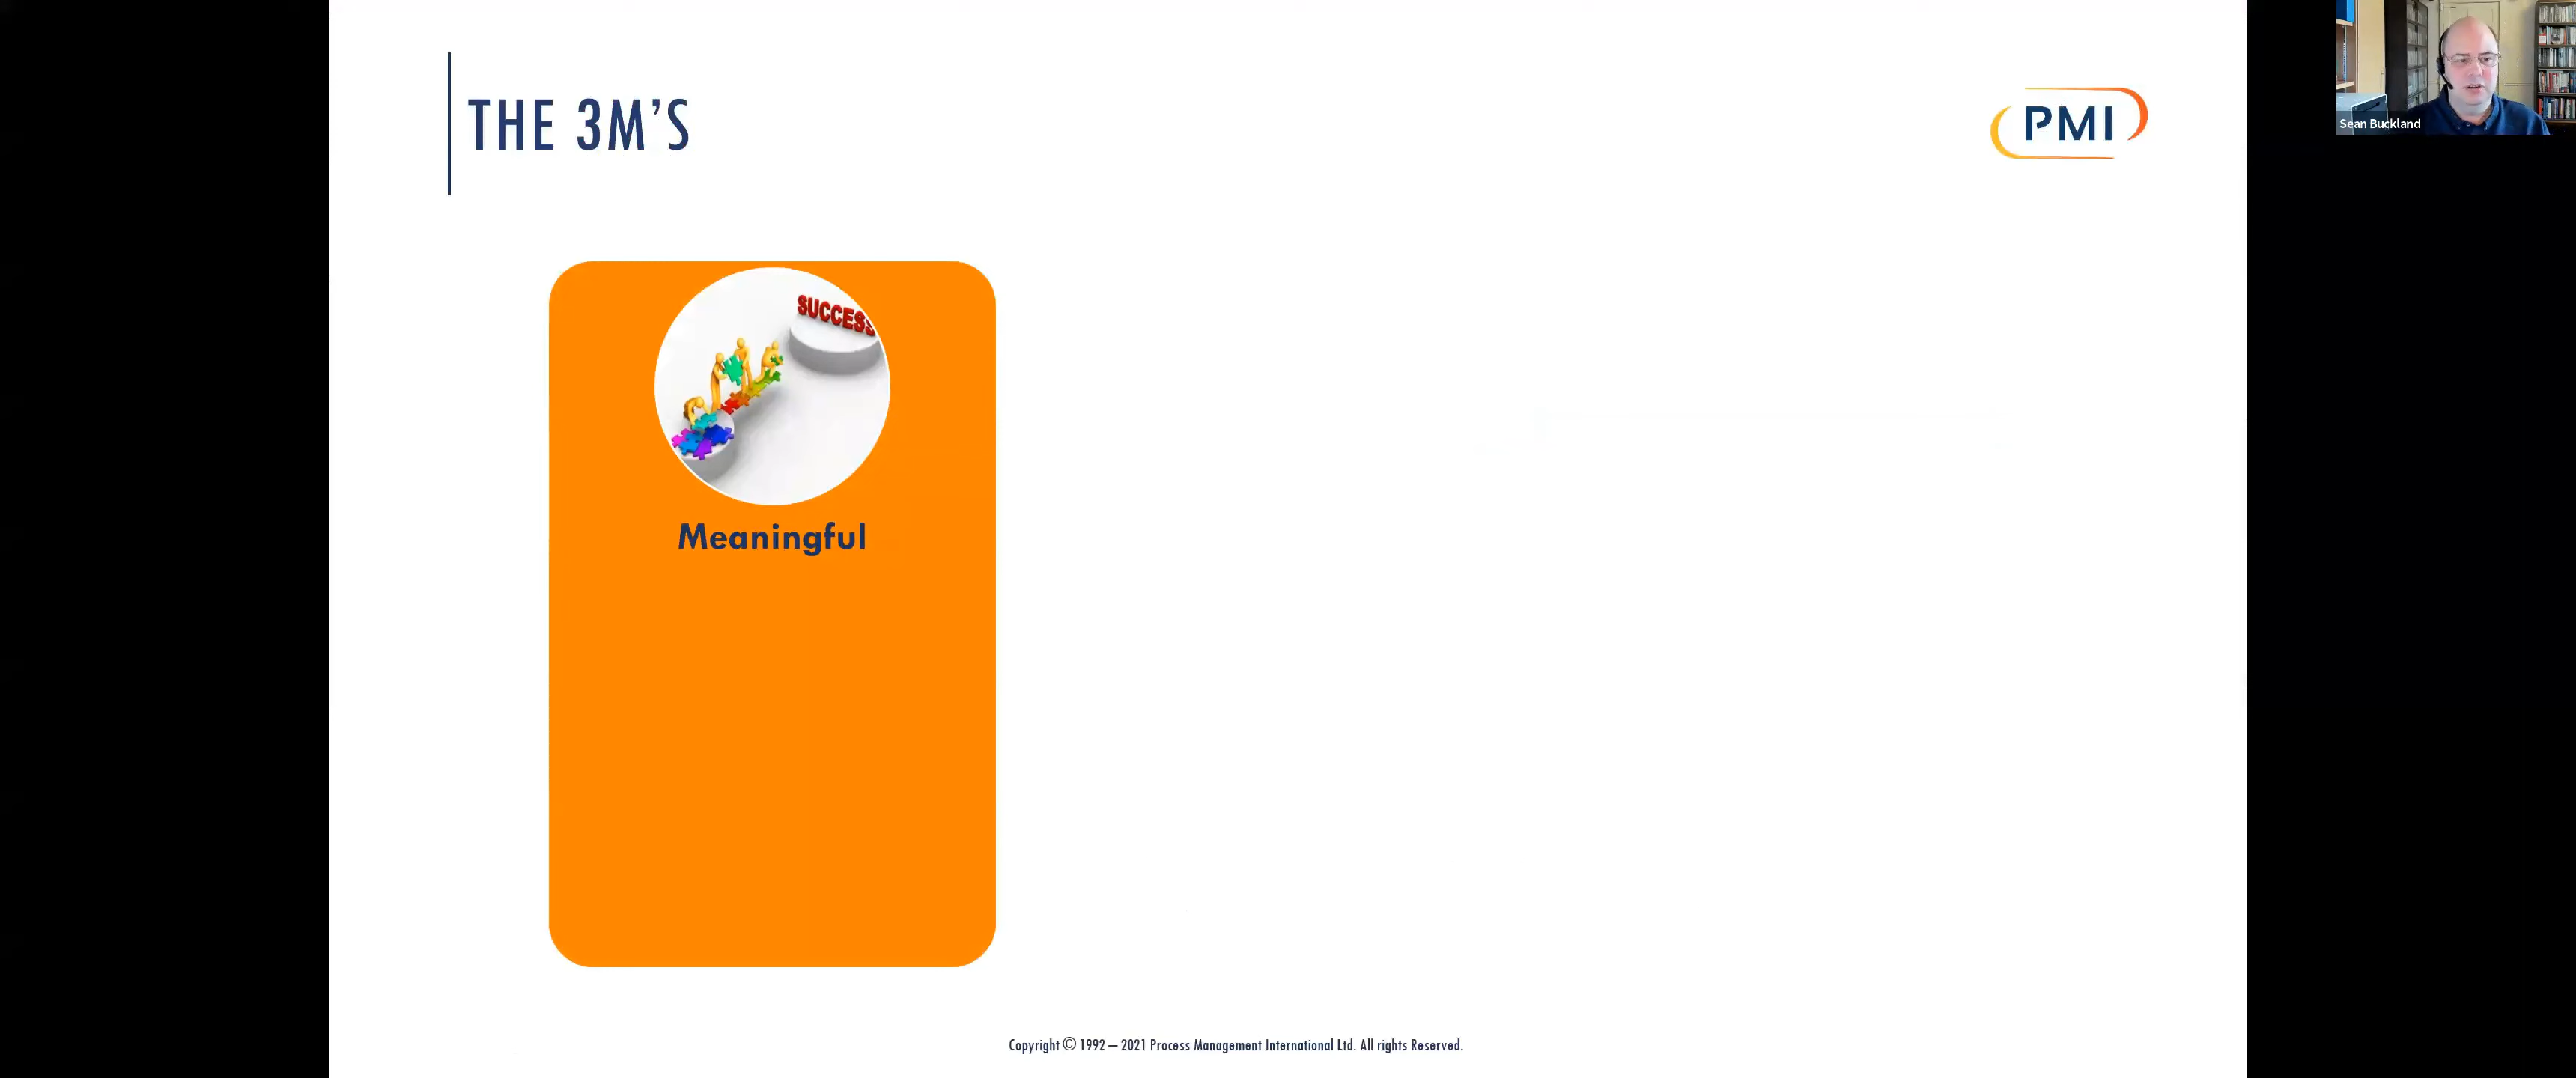 THE 3M'S
PMI
Sean Buckland
SUCCESS
Meaningful
Copyright © 1992 – 2021 Process Management International Ltd. All rights Reserved.